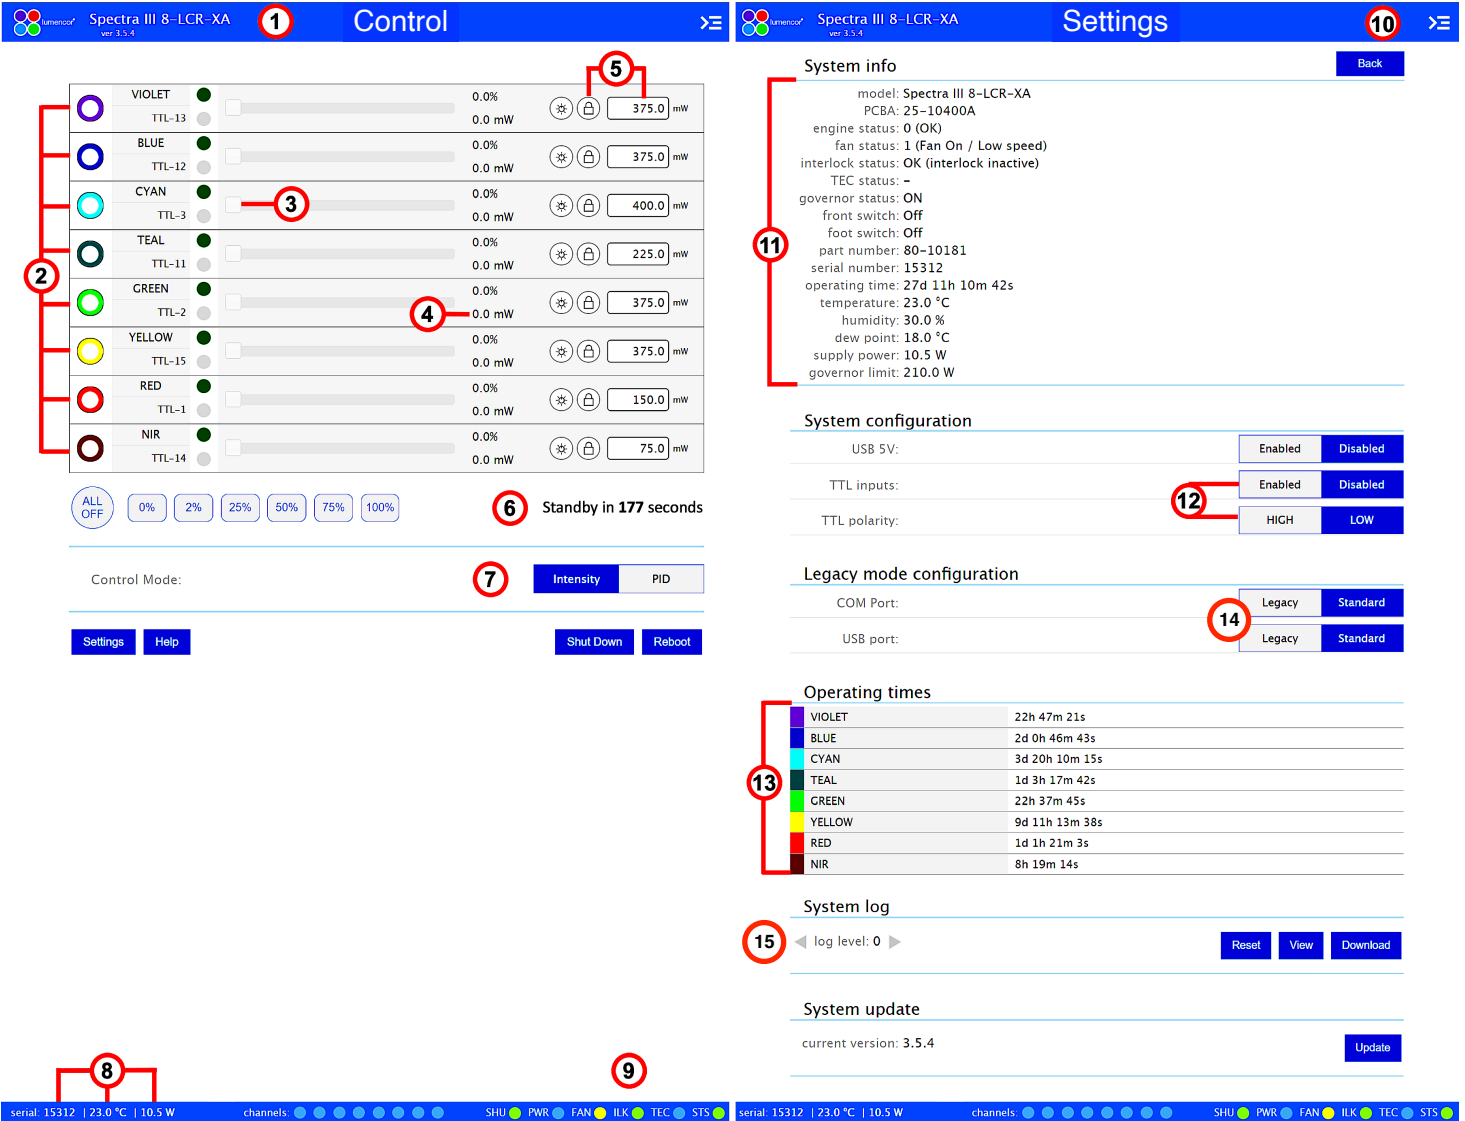 lumencor
Spectra III 8-LCR-XA
ver 3.5.4
1
Control
VIOLET
TTL-13
0.0%
0.0 mW
5
375.0 mW
BLUE
TTL-12
0.0%
0.0 mW
375.0 mW
CYAN
TTL-3
3
0.0%
0.0 mW
400.0 mW
2
TEAL
TTL-11
0.0%
0.0 mW
225.0 mW
GREEN
TTL-2
4
0.0%
0.0 mW
375.0 mW
YELLOW
TTL-15
0.0%
0.0 mW
375.0 mW
RED
TTL-1
0.0%
0.0 mW
150.0 mW
NIR
TTL-14
0.0%
0.0 mW
75.0 mW
ALL OFF
0% 2% 25% 50% 75% 100%
6
Standby in 177 seconds
Control Mode:
7
Intensity PID
Settings Help Shut Down Reboot
8
9
serial: 15312 | 23.0 °C | 10.5 W channels: SHU PWR FAN ILK TEC STS
lumencor
Spectra III 8-LCR-XA
ver 3.5.4
Settings
10
System info
Back
model: Spectra III 8-LCR-XA
PCBA: 25-10400A
engine status: 0 (OK)
fan status: 1 (Fan On / Low speed)
interlock status: OK (interlock inactive)
TEC status: -
governor status: ON
front switch: Off
foot switch: Off
11
part number: 80-10181
serial number: 15312
operating time: 27d 11h 10m 42s
temperature: 23.0 °C
humidity: 30.0 %
dew point: 18.0 °C
supply power: 10.5 W
governor limit: 210.0 W
System configuration
USB 5V: Enabled Disabled
TTL inputs: Enabled Disabled
12
TTL polarity: HIGH LOW
Legacy mode configuration
COM Port: Legacy Standard
14
USB port: Legacy Standard
Operating times
VIOLET 22h 47m 21s
BLUE 2d 0h 46m 43s
CYAN 3d 20h 10m 15s
13
TEAL 1d 3h 17m 42s
GREEN 22h 37m 45s
YELLOW 9d 11h 13m 38s
RED 1d 1h 21m 3s
NIR 8h 19m 14s
System log
15
log level: 0
Reset View Download
System update
current version: 3.5.4
Update
serial: 15312 | 23.0 °C | 10.5 W channels: SHU PWR FAN ILK TEC STS